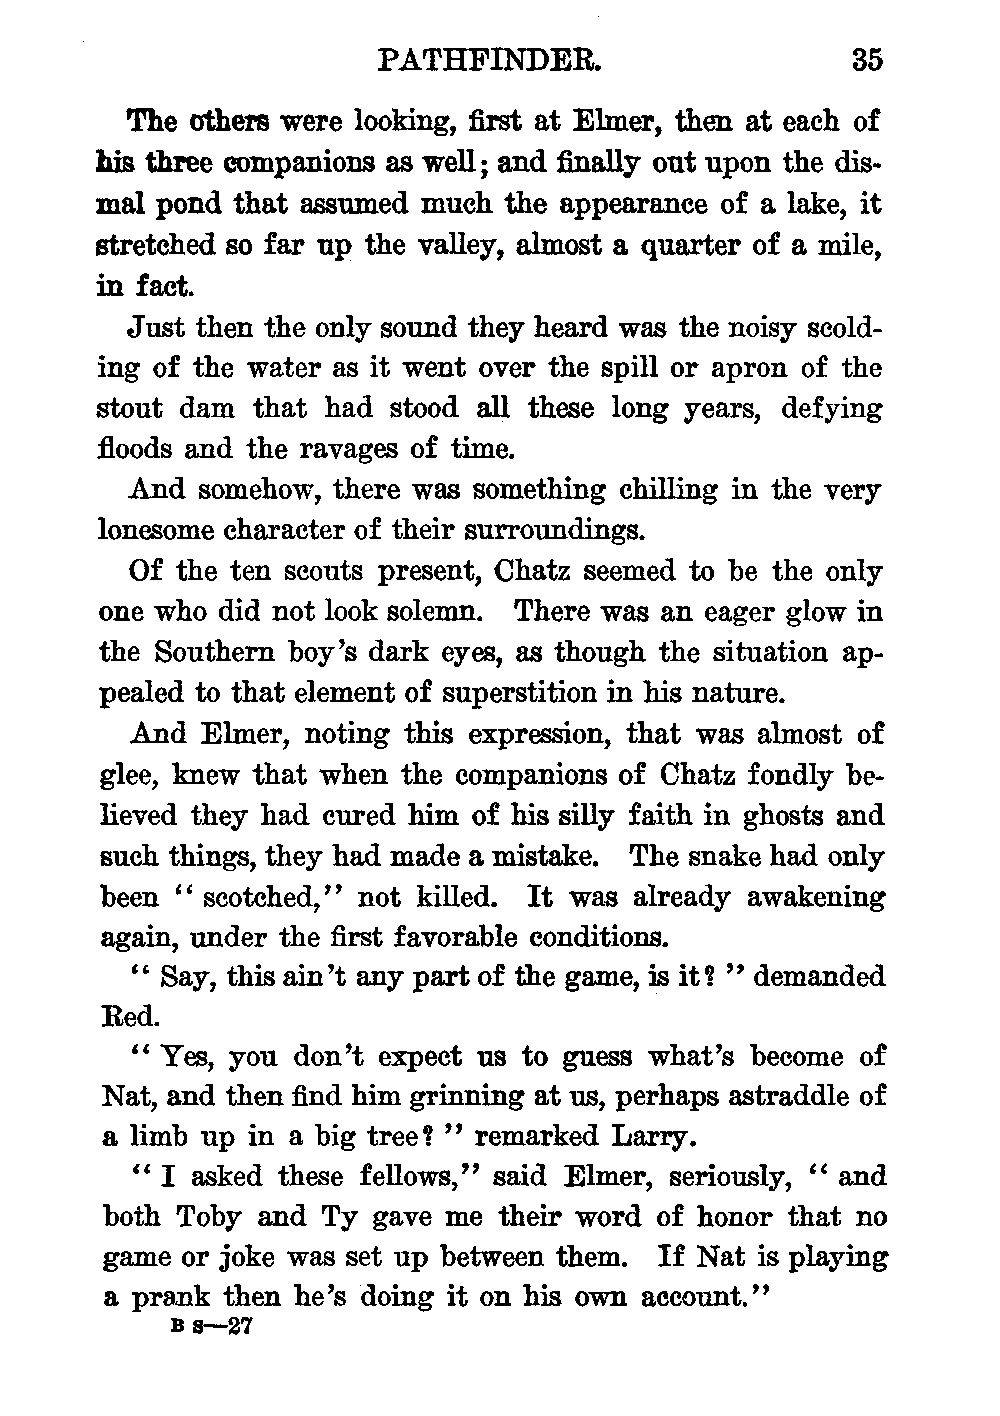 PATHFINDER. 35
The others were looking, first at Elmer, then at each of
his three companions as well; and finally out upon the dis-
mal pond that assumed much the appearance of a lake, it
stretched so far up the valley, almost a quarter of a mile,
in fact.
Just then the only sound they heard was the noisy scold-
ing of the water as it went over the spill or apron of the
stout dam that had stood all these long years, defying
floods and the ravages of time.
And somehow, there was something chilling in the very
lonesome character of their surroundings.
Of the ten scouts present, Chatz seemed to be the only
one who did not look solemn. There was an eager glow in
the Southern boy's dark eyes, as though the situation ap-
pealed to that element of superstition in his nature.
And Elmer, noting this expression, that was almost of
glee, knew that when the companions of Chatz fondly be-
lieved they had cured him of his silly faith in ghosts and
such things, they had made a mistake. The snake had only
been "scotched," not killed. It was already awakening
again, under the first favorable conditions.
"Say, this ain't any part of the game, is it?" demanded
Red.
"Yes, you don't expect us to guess what's become of
Nat, and then find him grinning at us, perhaps astraddle of
a limb up in a big tree?" remarked Larry.
"I asked these fellows," said Elmer, seriously, "and
both Toby and Ty gave me their word of honor that no
game or joke was set up between them. If Nat is playing
a prank then he's doing it on his own account."
B S—27